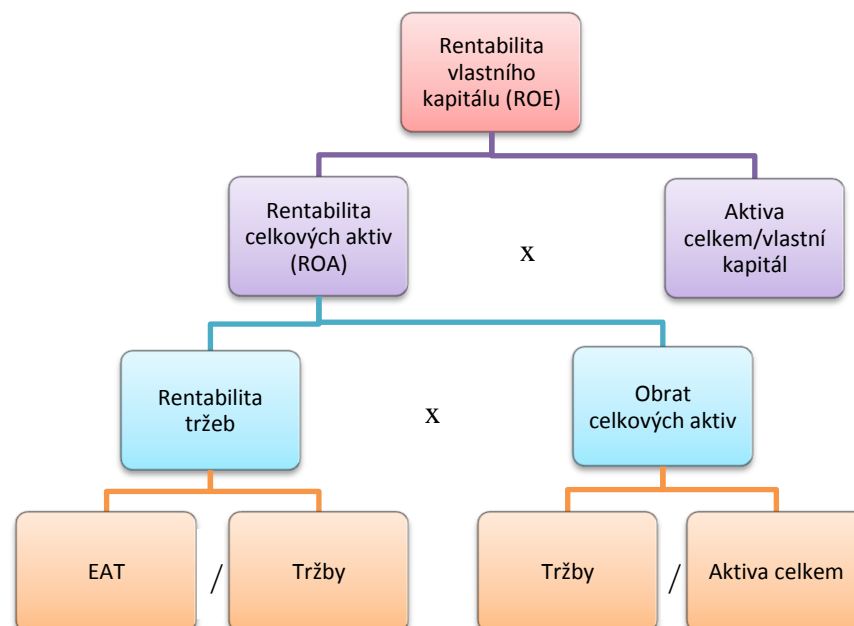 Rentabilita
vlastního
kapitálu (ROE)
Rentabilita
celkových aktiv
(ROA)
x
Aktiva
celkem/vlastní
kapitál
Rentabilita
tržeb
x
Obrat
celkových aktiv
EAT
/
Tržby
Tržby
/
Aktiva celkem